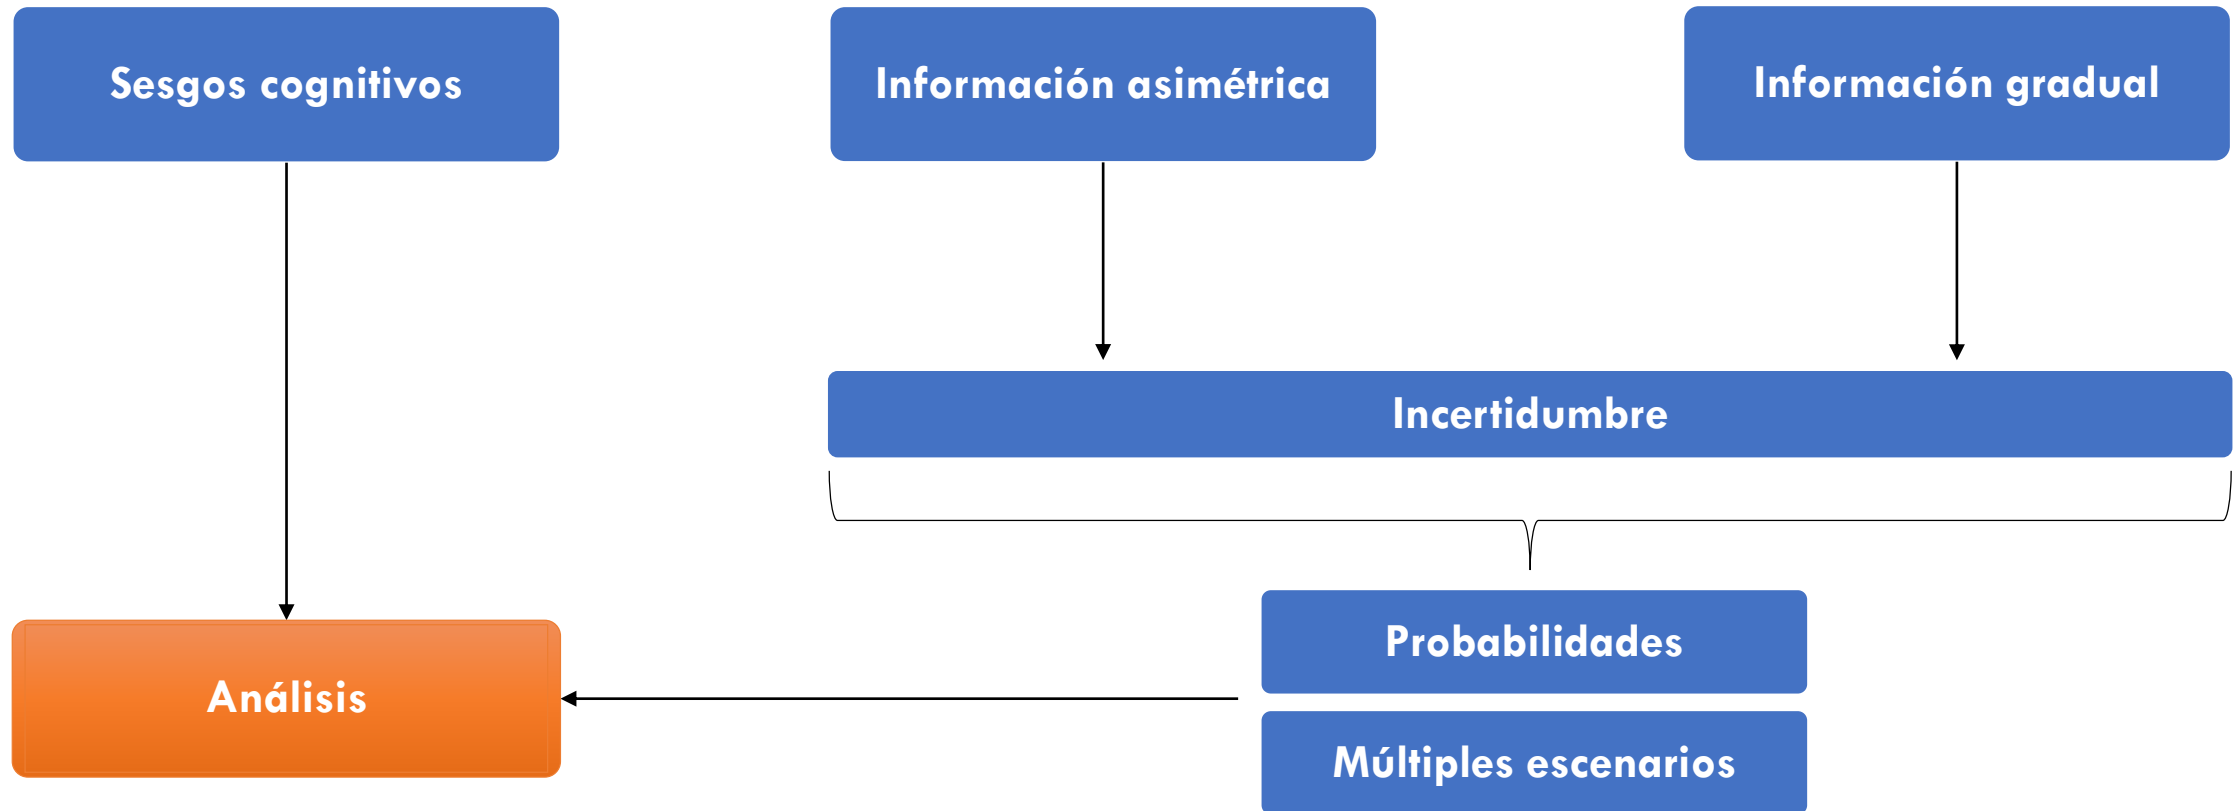 Sesgos cognitivos
Información asimétrica
Información gradual
Incertidumbre
Probabilidades
Análisis
Múltiples escenarios